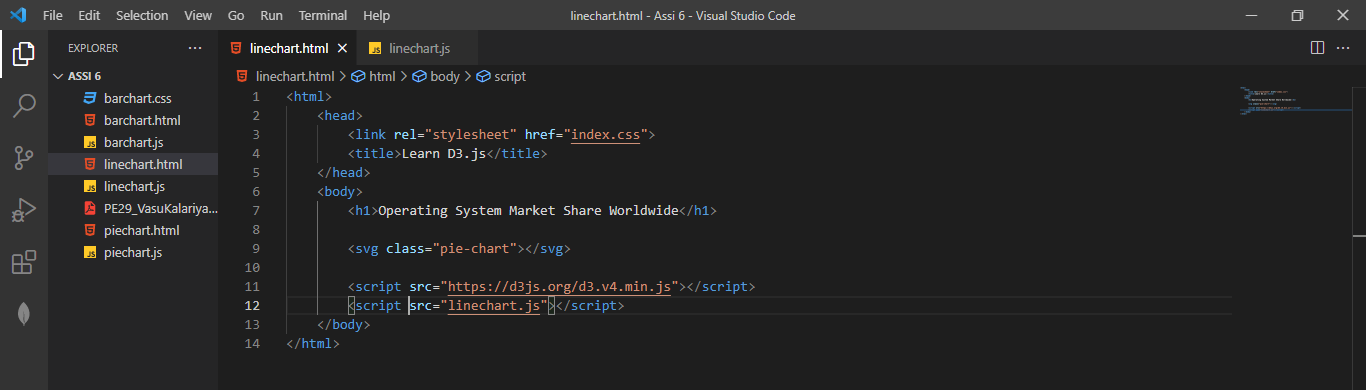 File Edit Selection View Go Run Terminal Help linechart.html - Assi 6 - Visual Studio Code
EXPLORER
ASSI 6
barchart.css
barchart.html
JS barchart.js
linechart.html
JS linechart.js
PE29_VasuKalariya...
piechart.html
JS piechart.js
linechart.html JS linechart.js
linechart.html > html > body > script
1 <html>
2 <head>
3 <link rel="stylesheet" href="index.css">
4 <title>Learn D3.js</title>
5 </head>
6 <body>
7 <h1>Operating System Market Share Worldwide</h1>
8
9 <svg class="pie-chart"></svg>
10
11 <script src="https://d3js.org/d3.v4.min.js"></script>
12 <script src="linechart.js"></script>
13 </body>
14 </html>